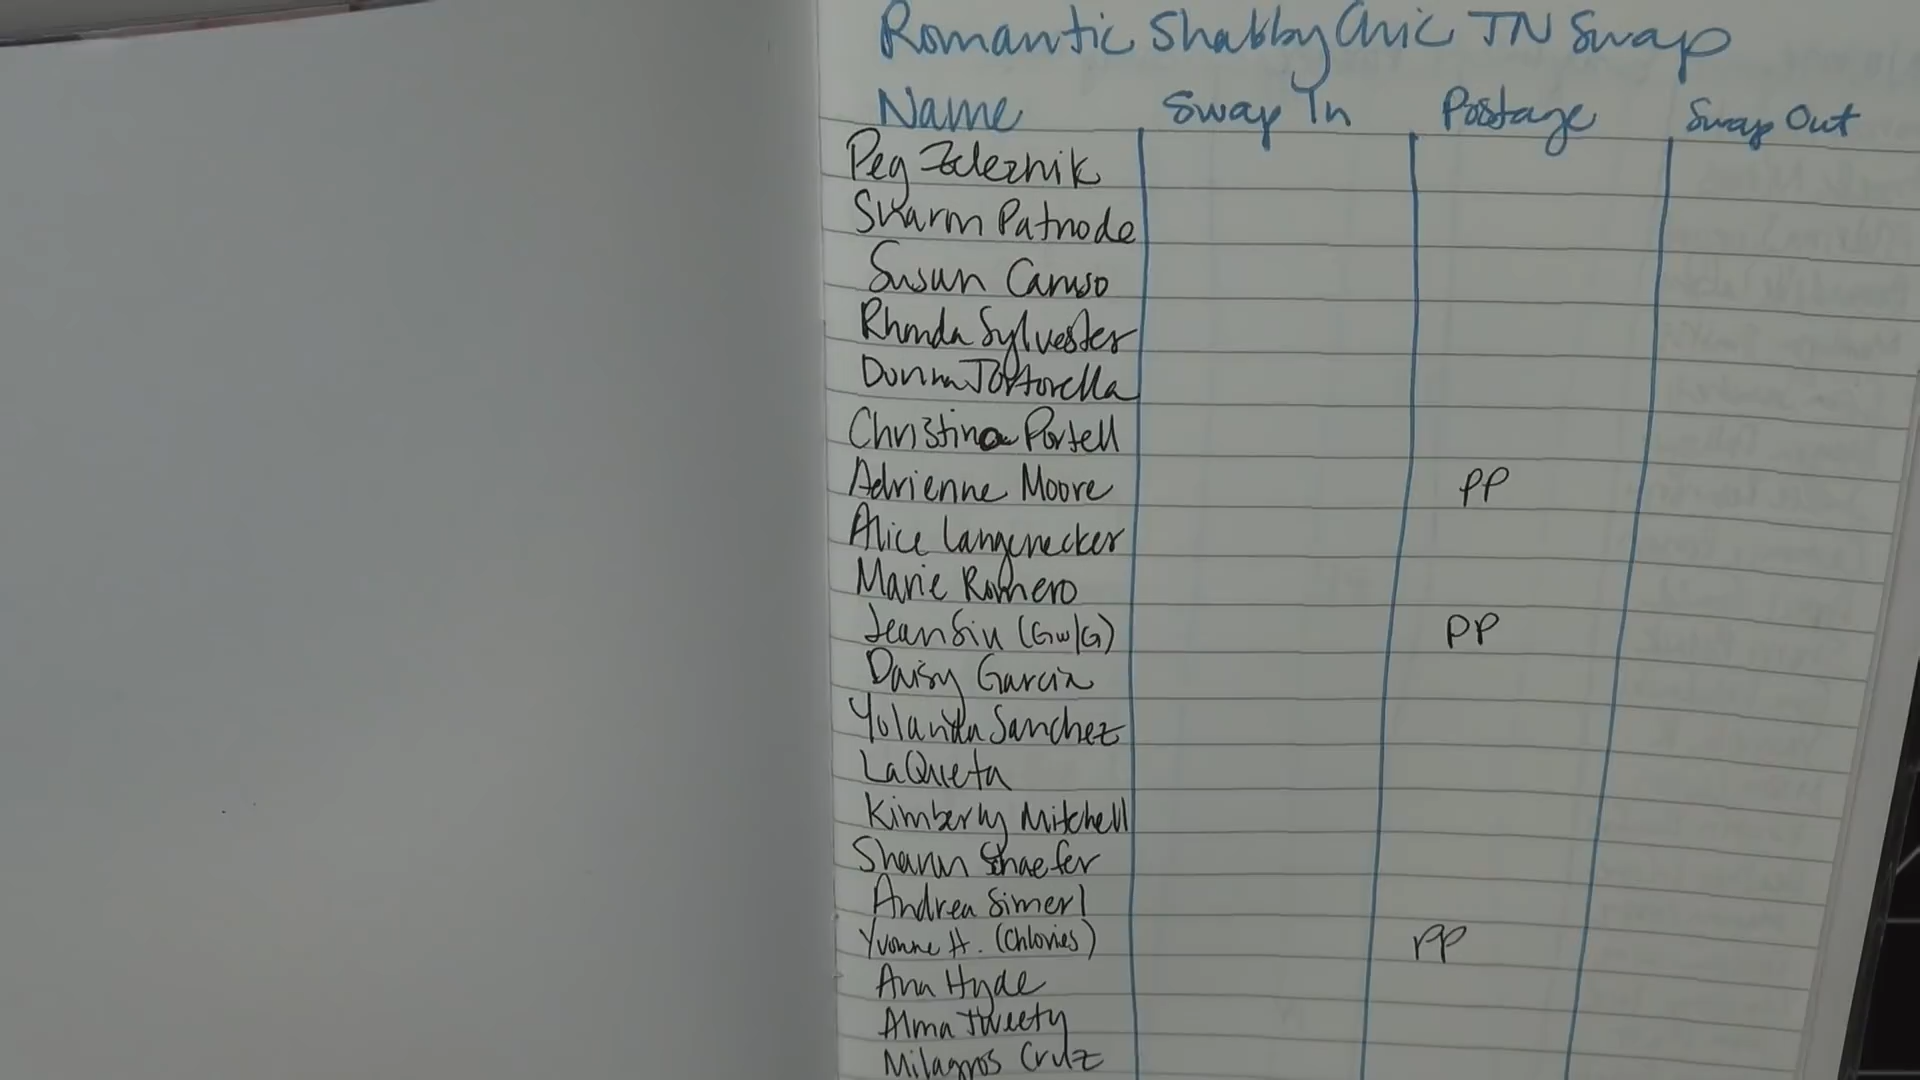 Romantic Shabby Chic TN Swap
Name Swap In Postage Swap Out
Peg Zeleznik
Sharm Patnode
Susan Caruso
Rhonda Sylvester
Donna Tortorella
Christina Portell
Adrienne Moore PP
Alice Langenecker
Marie Romero
Jean Siu (Gw/G) PP
Daisy Garcia
Yolanda Sanchez
LaQueta
Kimberly Mitchell
Sharon Shaefer
Andrea Simerl
Yvonne H. (Chlovies) PP
Ana Hyde
Alma Tweety
Milagros Cruz